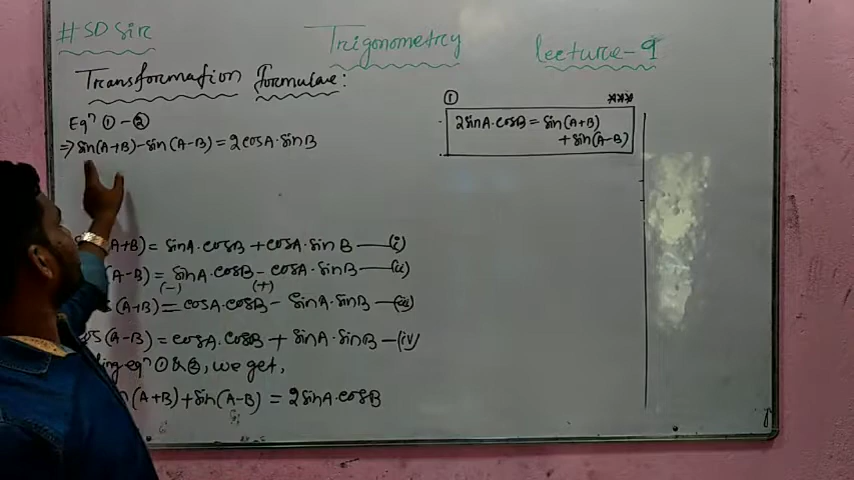 #SD Sir
Trigonometry
lecture-9
Transformation formulae:
Eqⁿ ① - ②
⇒ sin(A+B)-sin(A-B) = 2cosA·sinB
①
***
2sinA·cosB = sin(A+B)
+ sin(A-B)
A+B) = sinA·cosB + cosA·sinB —(i)
A-B) = sinA·cosB - cosA·sinB —(ii)
(-) (+)
(A+B) = cosA·cosB - sinA·sinB —(iii)
os(A-B) = cosA·cosB + sinA·sinB —(iv)
ing eqⁿ ① & ②, we get,
n(A+B)+sin(A-B) = 2sinA·cosB